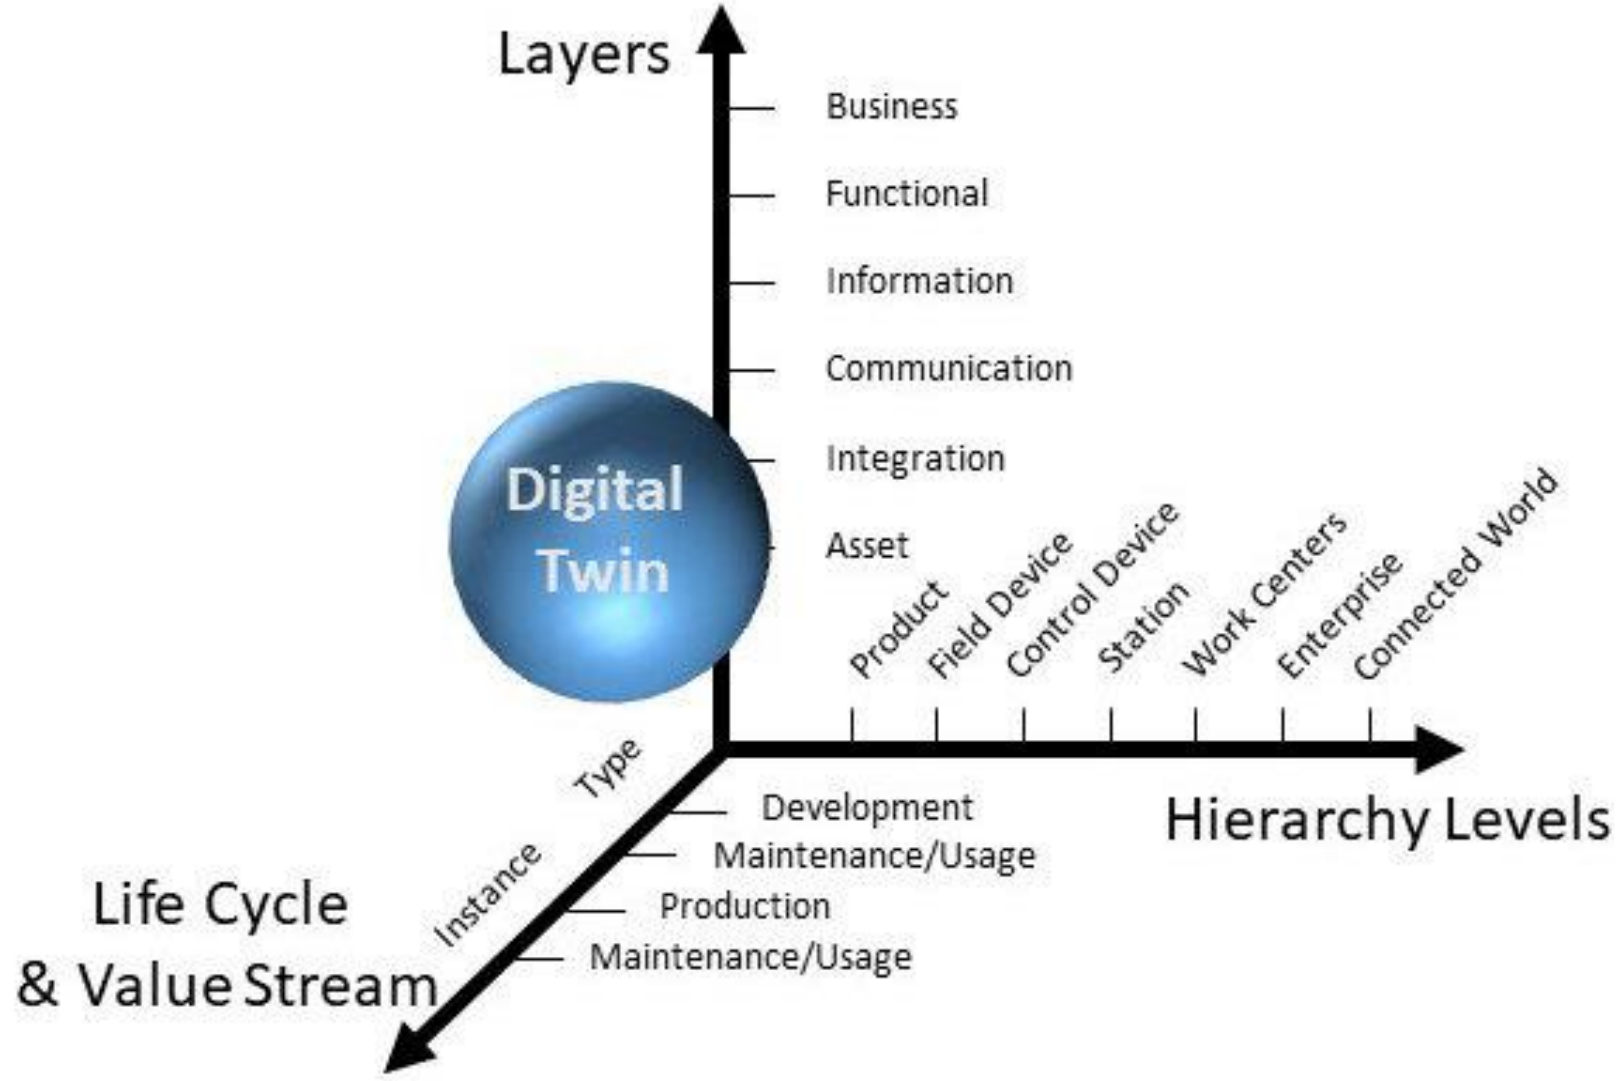 Layers
Business
Functional
Information
Communication
Integration
Asset
Digital
Twin
Product
Field Device
Control Device
Station
Work Centers
Enterprise
Connected World
Hierarchy Levels
Type
Instance
Development
Maintenance/Usage
Production
Maintenance/Usage
Life Cycle
& Value Stream